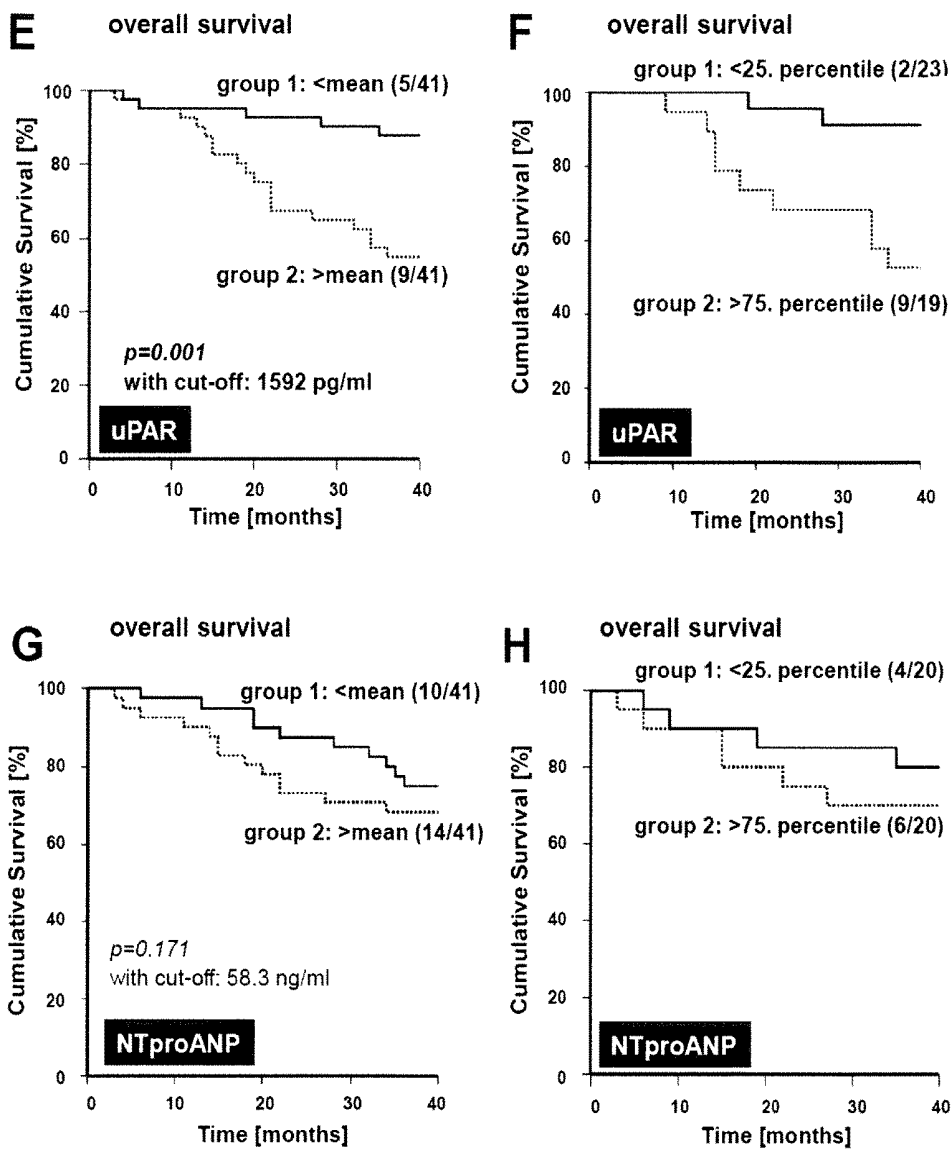 E
overall survival
group 1: <mean (5/41)
100
80
60
40
20
0
Cumulative Survival [%]
group 2: >mean (9/41)
p=0.001
with cut-off: 1592 pg/ml
uPAR
0 10 20 30 40
Time [months]
F
overall survival
group 1: <25. percentile (2/23)
100
80
60
40
20
0
Cumulative Survival [%]
group 2: >75. percentile (9/19)
uPAR
0 10 20 30 40
Time [months]
G
overall survival
group 1: <mean (10/41)
100
80
60
40
20
0
Cumulative Survival [%]
group 2: >mean (14/41)
p=0.171
with cut-off: 58.3 ng/ml
NTproANP
0 10 20 30 40
Time [months]
H
overall survival
group 1: <25. percentile (4/20)
100
80
60
40
20
0
Cumulative Survival [%]
group 2: >75. percentile (6/20)
NTproANP
0 10 20 30 40
Time [months]